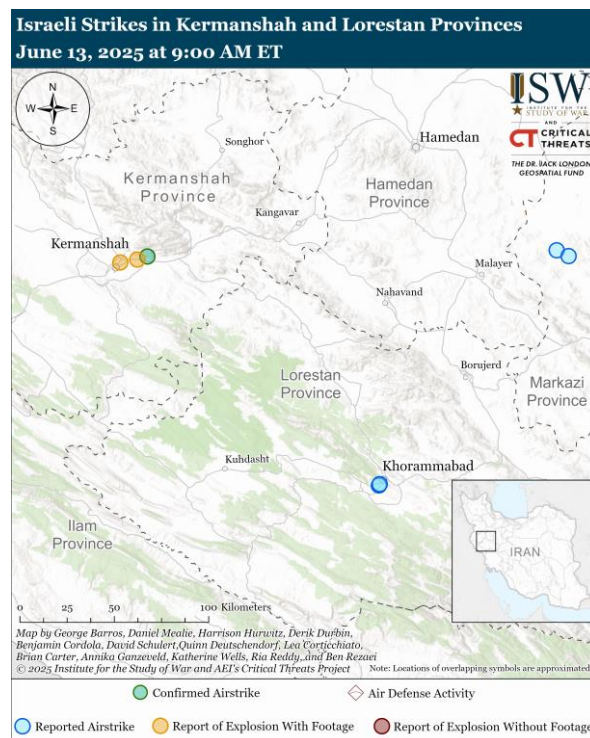 Israeli Strikes in Kermanshah and Lorestan Provinces
June 13, 2025 at 9:00 AM ET
N
W
E
S
ISW
INSTITUTE FOR THE
STUDY OF WAR
AND
CT CRITICAL
THREATS
THE DR. JACK LONDON
GEOSPATIAL FUND
Songhor
Hamedan
Kermanshah
Province
Hamedan
Province
Kangavar
Kermanshah
Malayer
Nahavand
Borujerd
Lorestan
Province
Markazi
Province
Kuhdasht
Khorammabad
Ilam
Province
IRAN
0 25 50 100 Kilometers
Map by George Barros, Daniel Mealie, Harrison Hurwitz, Derik Durbin,
Benjamin Cordola, David Schulert,Quinn Deutschendorf, Lea Corticchiato,
Brian Carter, Annika Ganzeveld, Katherine Wells, Ria Reddy, and Ben Rezaei
© 2025 Institute for the Study of War and AEI's Critical Threats Project
Note: Locations of overlapping symbols are approximated
Confirmed Airstrike
Air Defense Activity
Reported Airstrike
Report of Explosion With Footage
Report of Explosion Without Footage